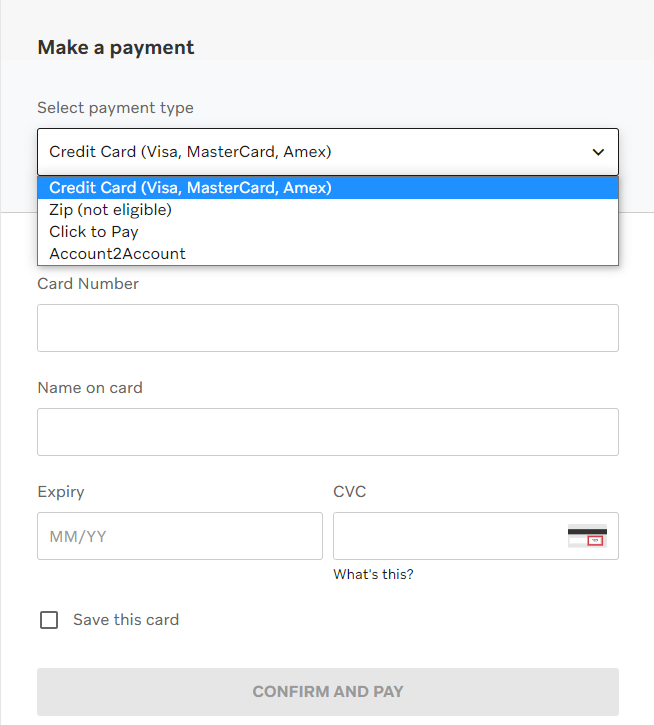 Make a payment
Select payment type
Credit Card (Visa, MasterCard, Amex)
Credit Card (Visa, MasterCard, Amex)
Zip (not eligible)
Click to Pay
Account2Account
Card Number
Name on card
Expiry
CVC
MM/YY
What's this?
Save this card
CONFIRM AND PAY